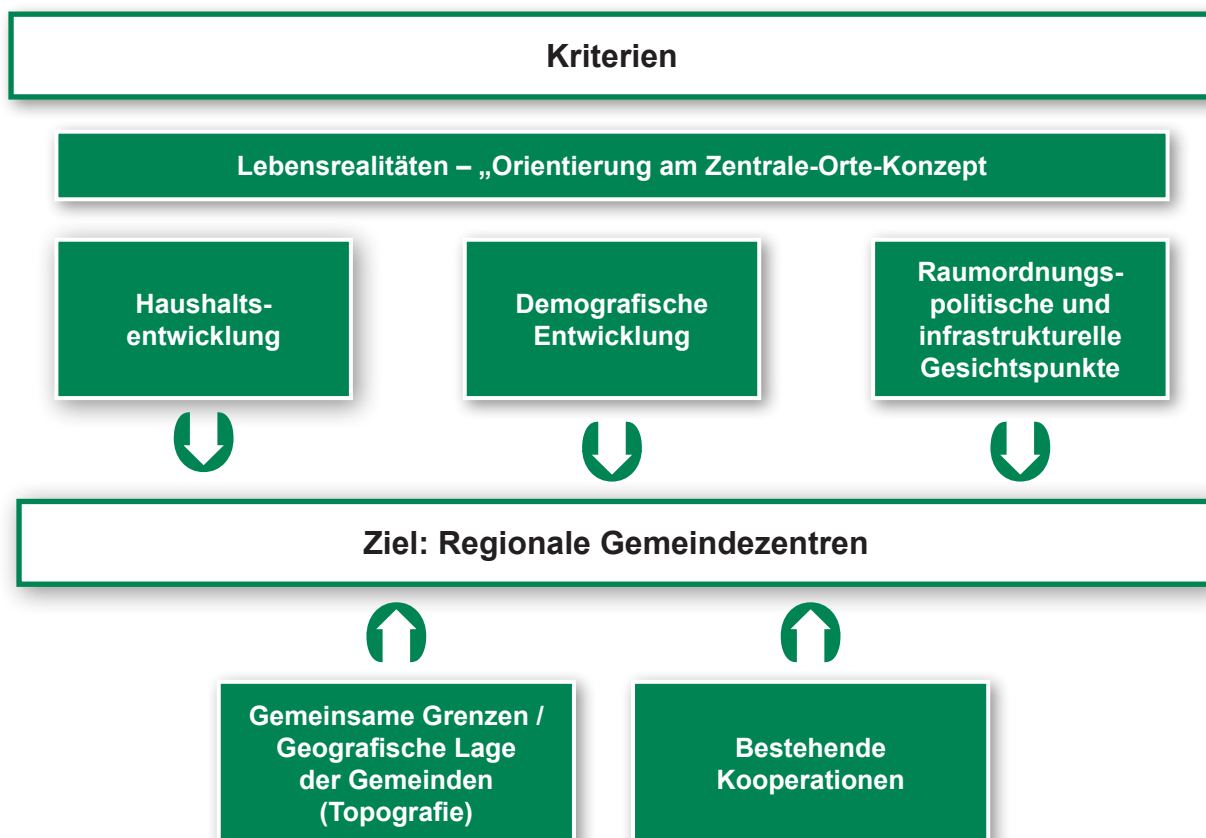 Kriterien
Lebensrealitäten – „Orientierung am Zentrale-Orte-Konzept
Haushalts-
entwicklung
Demografische
Entwicklung
Raumordnungs-
politische und
infrastrukturelle
Gesichtspunkte
Ziel: Regionale Gemeindezentren
Gemeinsame Grenzen /
Geografische Lage
der Gemeinden
(Topografie)
Bestehende
Kooperationen